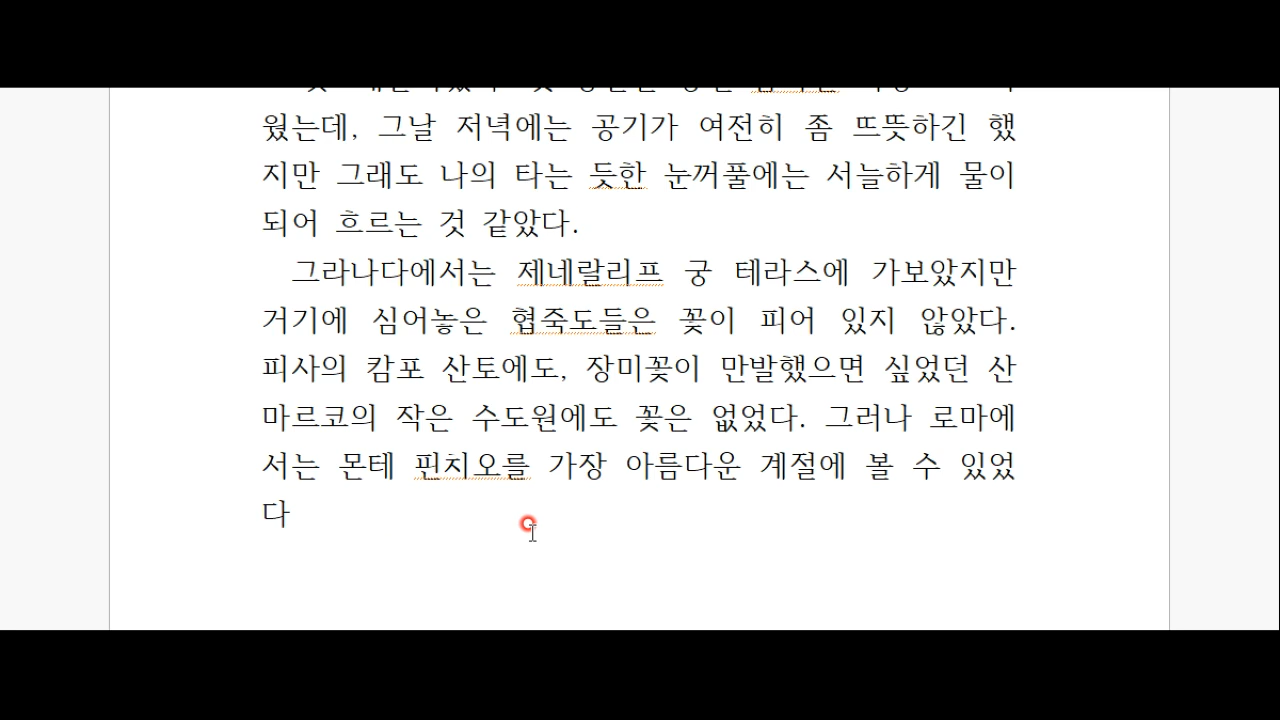 웠는데, 그날 저녁에는 공기가 여전히 좀 뜨뜻하긴 했
지만 그래도 나의 타는 듯한 눈꺼풀에는 서늘하게 물이
되어 흐르는 것 같았다.
그라나다에서는 제네랄리프 궁 테라스에 가보았지만
거기에 심어놓은 협죽도들은 꽃이 피어 있지 않았다.
피사의 캄포 산토에도, 장미꽃이 만발했으면 싶었던 산
마르코의 작은 수도원에도 꽃은 없었다. 그러나 로마에
서는 몬테 핀치오를 가장 아름다운 계절에 볼 수 있었
다